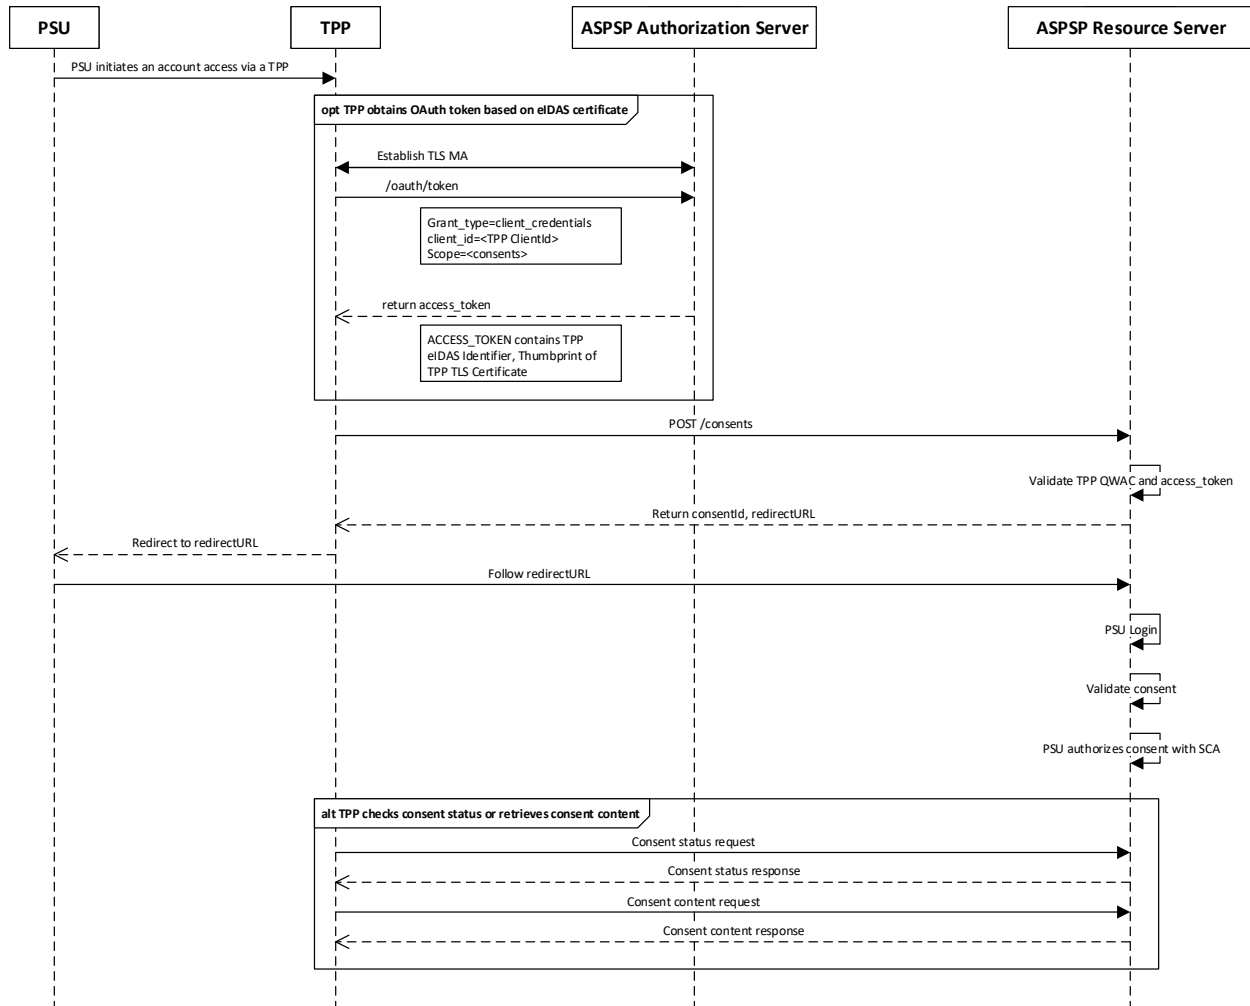 PSU
TPP
ASPSP Authorization Server
ASPSP Resource Server
PSU initiates an account access via a TPP
opt TPP obtains OAuth token based on eIDAS certificate
Establish TLS MA
/oauth/token
Grant_type=client_credentials
client_id=<TPP ClientId>
Scope=<consents>
return access_token
ACCESS_TOKEN contains TPP
eIDAS Identifier, Thumbprint of
TPP TLS Certificate
POST /consents
Validate TPP QWAC and access_token
Return consentId, redirectURL
Redirect to redirectURL
Follow redirectURL
PSU Login
Validate consent
PSU authorizes consent with SCA
alt TPP checks consent status or retrieves consent content
Consent status request
Consent status response
Consent content request
Consent content response